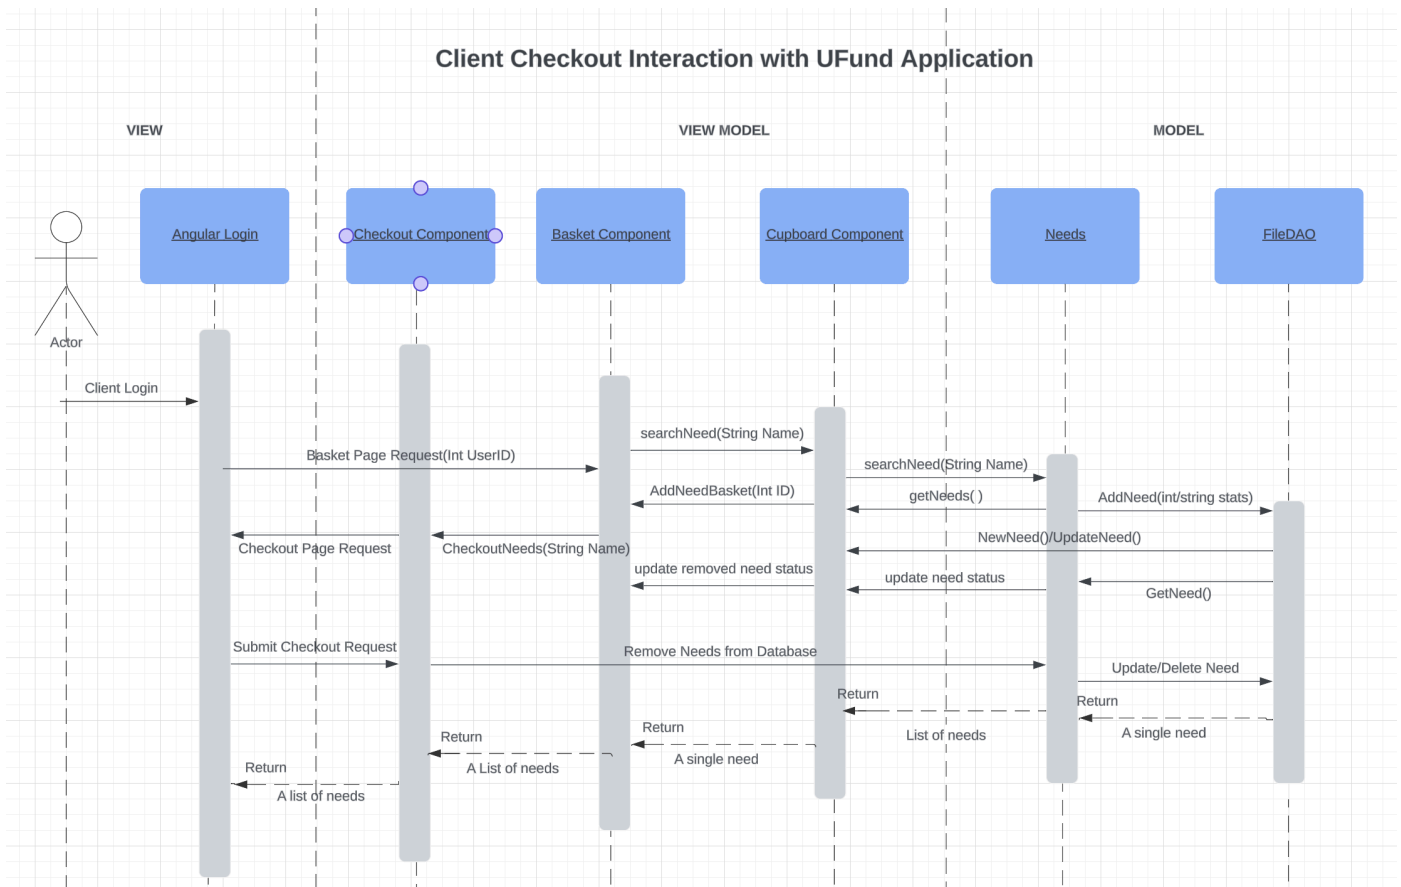 Client Checkout Interaction with UFund Application
VIEW
VIEW MODEL
MODEL
Angular Login
Checkout Component
Basket Component
Cupboard Component
Needs
FileDAO
Actor
Client Login
searchNeed(String Name)
Basket Page Request(Int UserID)
searchNeed(String Name)
AddNeedBasket(Int ID)
getNeeds( )
AddNeed(int/string stats)
NewNeed()/UpdateNeed()
Checkout Page Request
CheckoutNeeds(String Name)
update removed need status
update need status
GetNeed()
Submit Checkout Request
Remove Needs from Database
Update/Delete Need
Return
Return
List of needs
A single need
Return
A single need
Return
A List of needs
Return
A list of needs